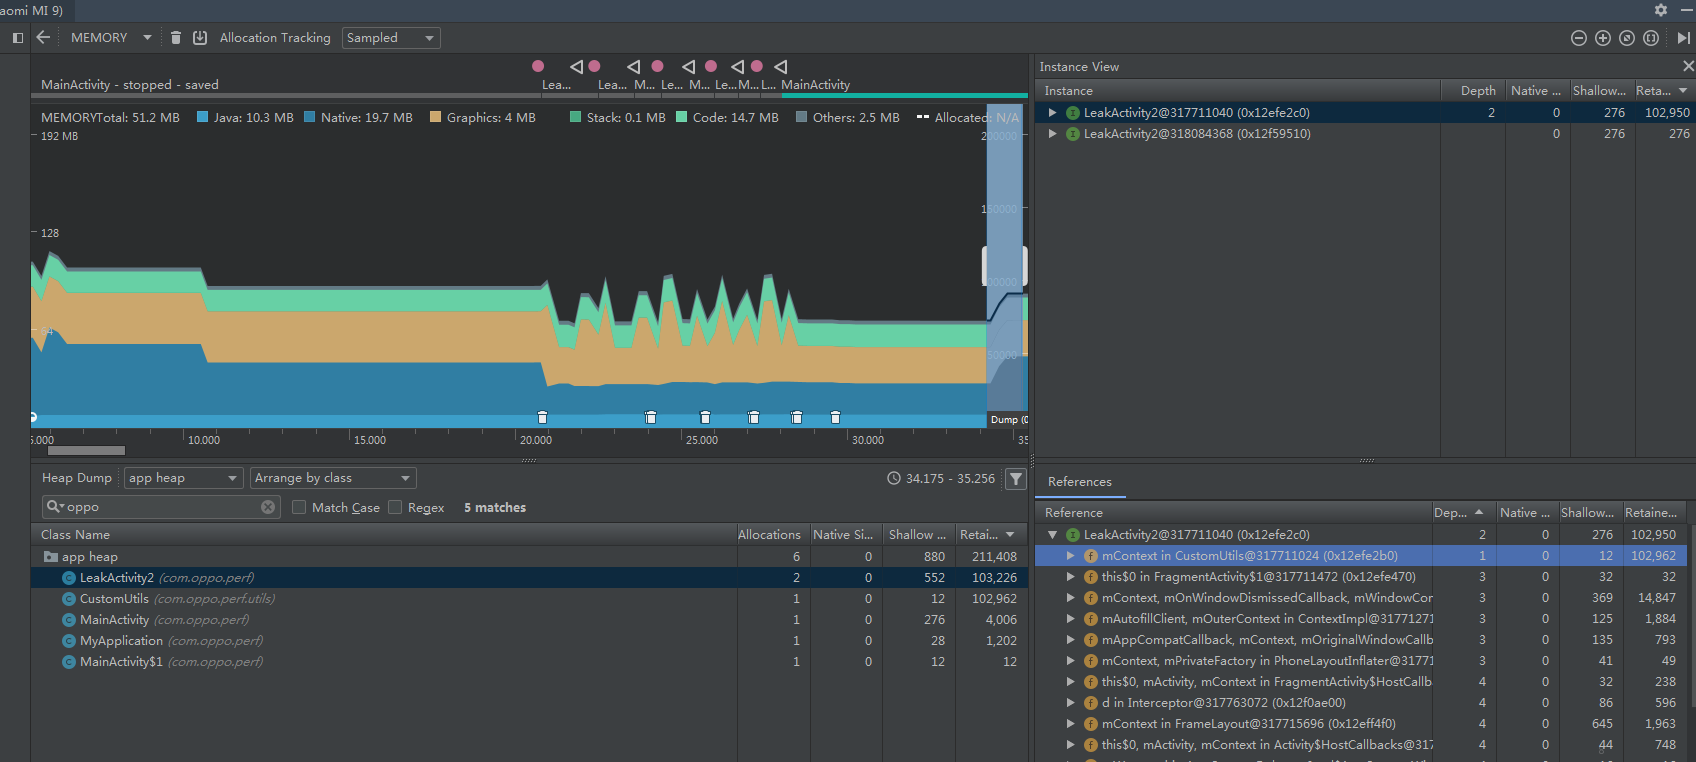 aomi MI 9)
MEMORY Allocation Tracking Sampled
MainActivity - stopped - saved
Lea... Lea... M... Le... M... Le... M... L... MainActivity
MEMORY Total: 51.2 MB Java: 10.3 MB Native: 19.7 MB Graphics: 4 MB Stack: 0.1 MB Code: 14.7 MB Others: 2.5 MB Allocated: N/A
192 MB
200000
150000
128
100000
64
50000
Dump (0
5.000 10.000 15.000 20.000 25.000 30.000 35
Heap Dump app heap Arrange by class 34.175 - 35.256
oppo Match Case Regex 5 matches
Class Name Allocations Native Si... Shallow ... Retai...
app heap 6 0 880 211,408
LeakActivity2 (com.oppo.perf) 2 0 552 103,226
CustomUtils (com.oppo.perf.utils) 1 0 12 102,962
MainActivity (com.oppo.perf) 1 0 276 4,006
MyApplication (com.oppo.perf) 1 0 28 1,202
MainActivity$1 (com.oppo.perf) 1 0 12 12
Instance View
Instance Depth Native ... Shallow... Reta...
LeakActivity2@317711040 (0x12efe2c0) 2 0 276 102,950
LeakActivity2@318084368 (0x12f59510) 0 276 276
References
Reference Dep... Native ... Shallow... Retaine...
LeakActivity2@317711040 (0x12efe2c0) 2 0 276 102,950
mContext in CustomUtils@317711024 (0x12efe2b0) 1 0 12 102,962
this$0 in FragmentActivity$1@317711472 (0x12efe470) 3 0 32 32
mContext, mOnWindowDismissedCallback, mWindowCor 3 0 369 14,847
mAutofillClient, mOuterContext in ContextImpl@31771271 3 0 125 1,884
mAppCompatCallback, mContext, mOriginalWindowCallb 3 0 135 793
mContext, mPrivateFactory in PhoneLayoutInflater@31771 3 0 41 49
this$0, mActivity, mContext in FragmentActivity$HostCallb 4 0 32 238
d in Interceptor@317763072 (0x12f0ae00) 4 0 86 596
mContext in FrameLayout@317715696 (0x12eff4f0) 4 0 645 1,963
this$0, mActivity, mContext in Activity$HostCallbacks@317 4 0 44 748